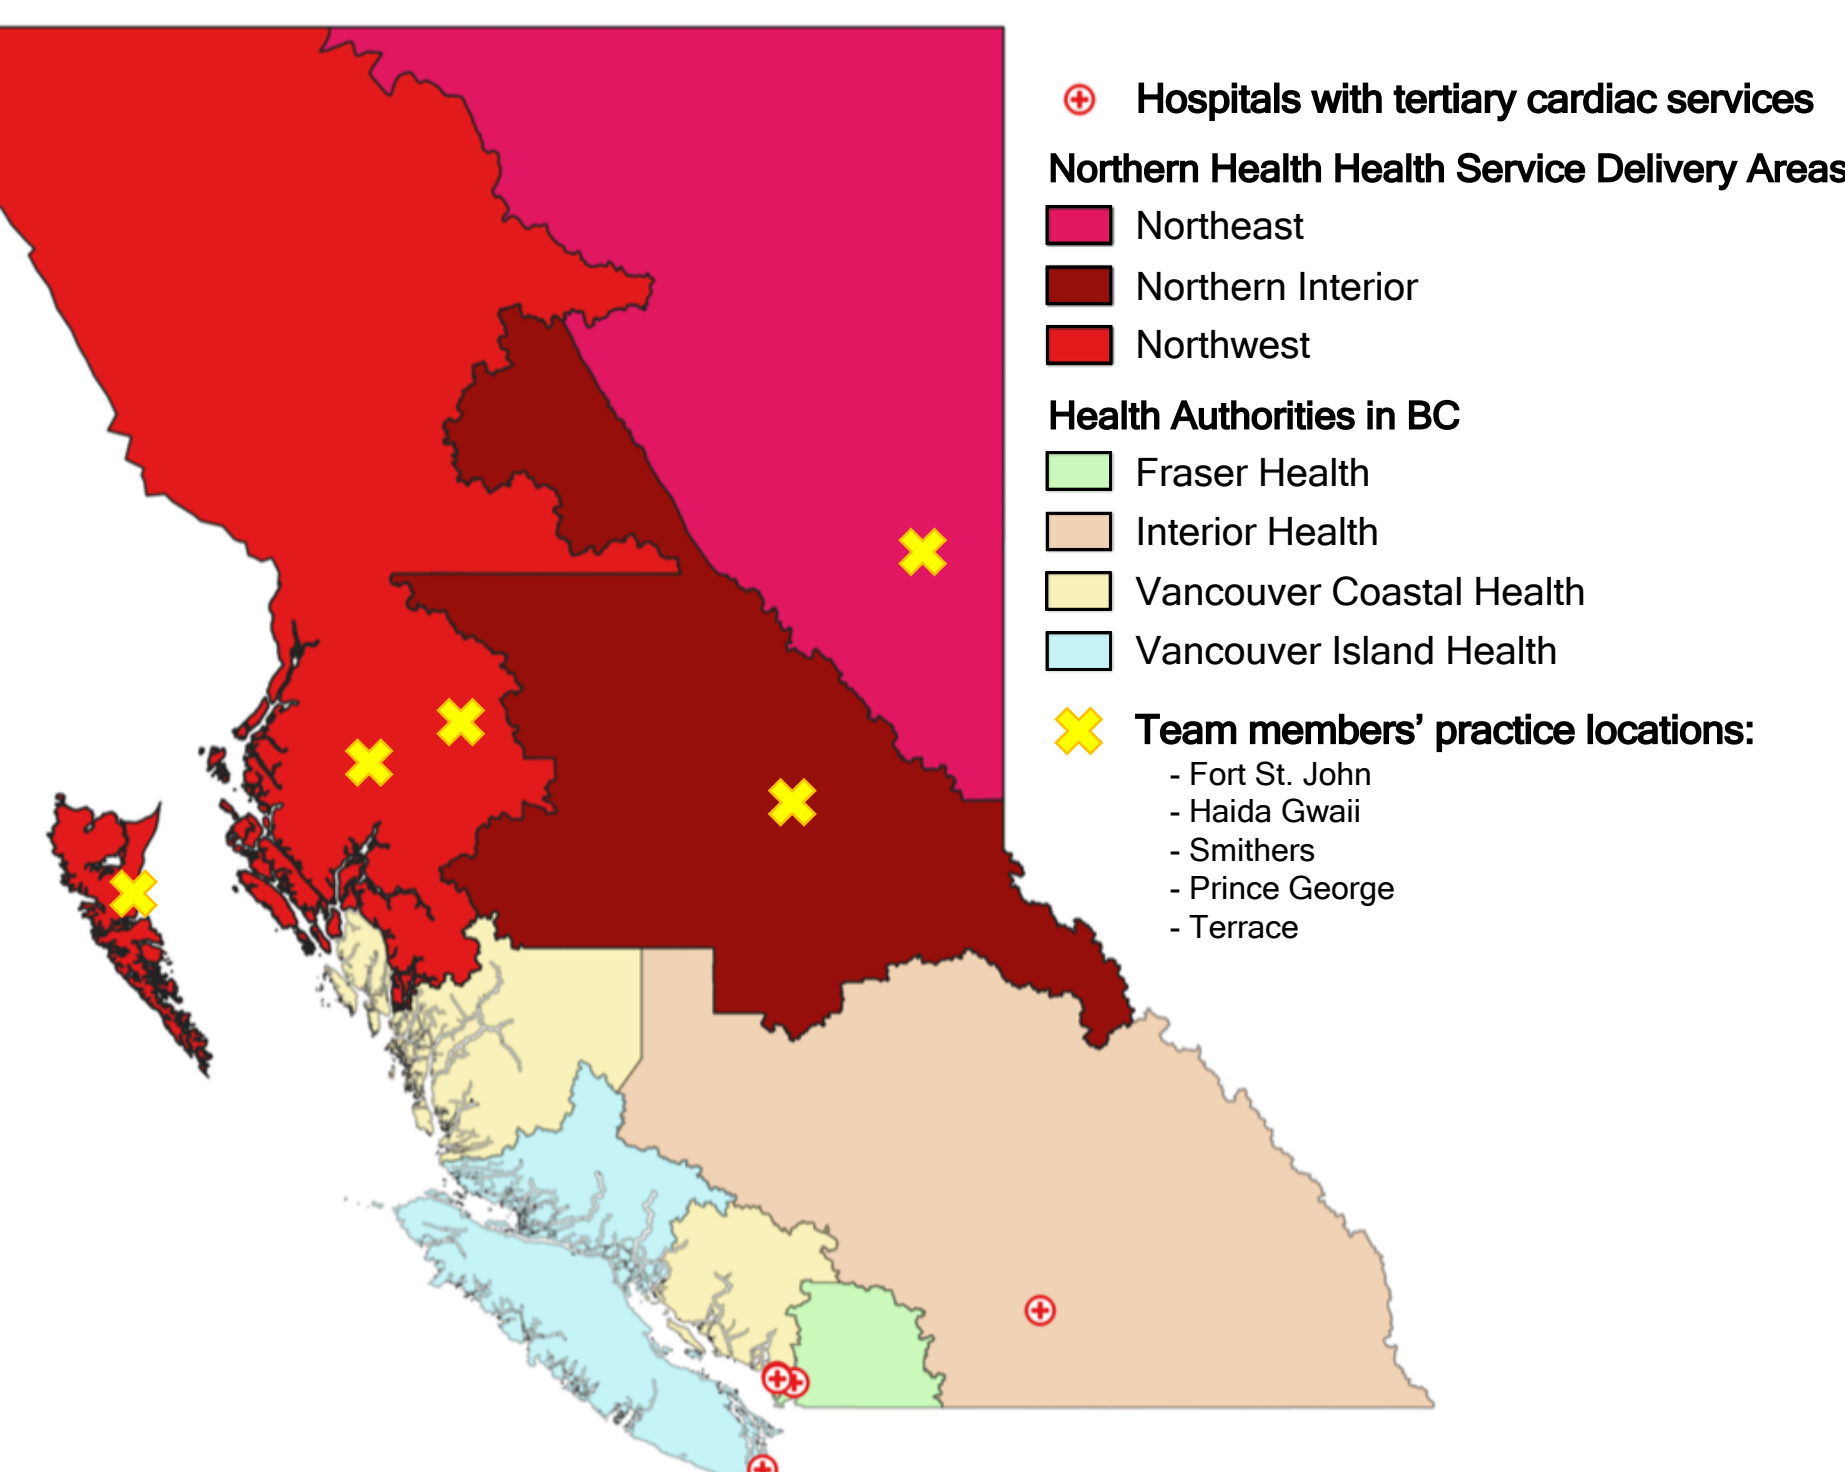 Hospitals with tertiary cardiac services
Northern Health Health Service Delivery Areas
Northeast
Northern Interior
Northwest
Health Authorities in BC
Fraser Health
Interior Health
Vancouver Coastal Health
Vancouver Island Health
Team members’ practice locations:
- Fort St. John
- Haida Gwaii
- Smithers
- Prince George
- Terrace